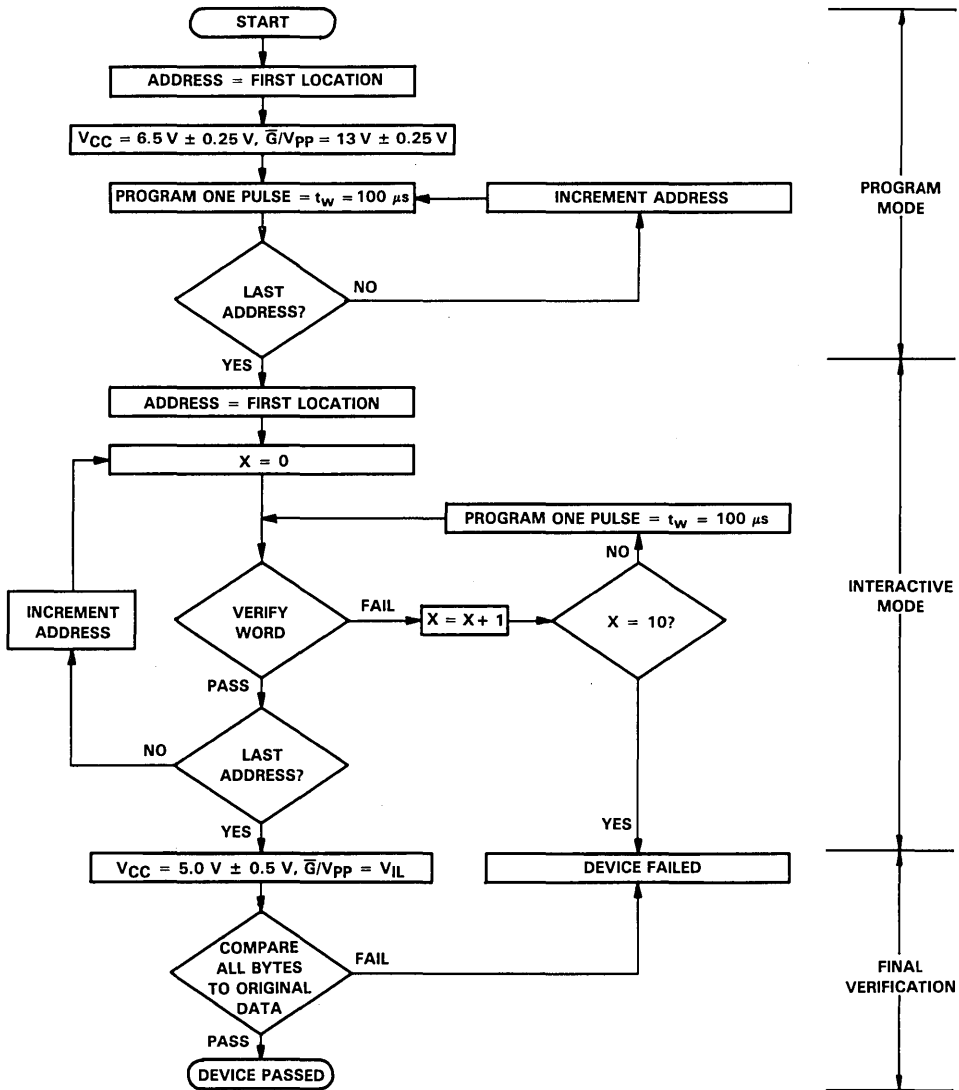 START
ADDRESS = FIRST LOCATION
VCC = 6.5 V ± 0.25 V, G̅/VPP = 13 V ± 0.25 V
PROGRAM ONE PULSE = tw = 100 µs
INCREMENT ADDRESS
PROGRAM
MODE
LAST
ADDRESS?
NO
YES
ADDRESS = FIRST LOCATION
X = 0
PROGRAM ONE PULSE = tw = 100 µs
NO
INCREMENT
ADDRESS
VERIFY
WORD
FAIL
X = X + 1
X = 10?
INTERACTIVE
MODE
PASS
NO
LAST
ADDRESS?
YES
YES
VCC = 5.0 V ± 0.5 V, G̅/VPP = VIL
DEVICE FAILED
COMPARE
ALL BYTES
TO ORIGINAL
DATA
FAIL
FINAL
VERIFICATION
PASS
DEVICE PASSED